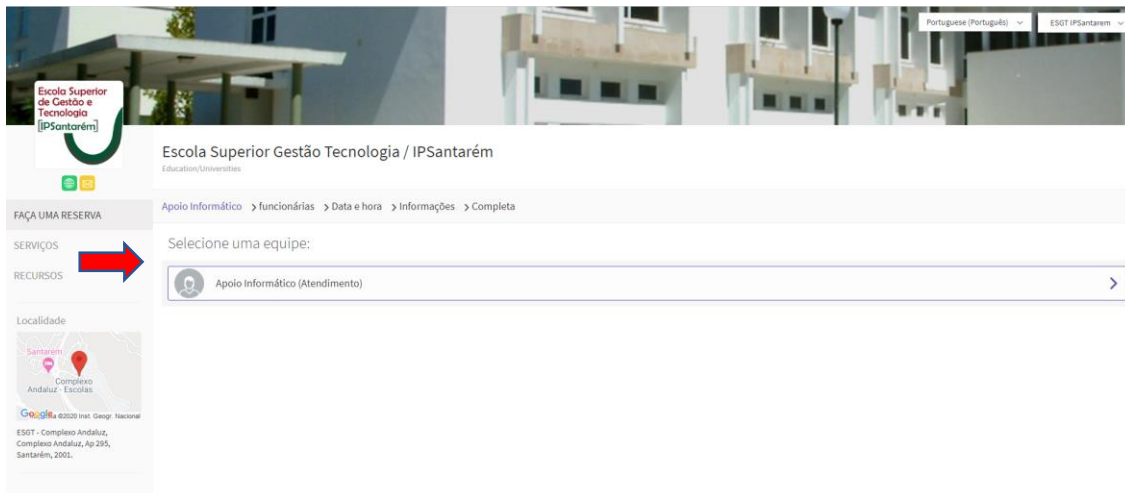 Portuguese (Português)
ESGT IPSantarem
Escola Superior
de Gestão e
Tecnologia
[IPSantarém]
Escola Superior Gestão Tecnologia / IPSantarém
Education/Universities
FAÇA UMA RESERVA
SERVIÇOS
RECURSOS
Apoio Informático > funcionárias > Data e hora > Informações > Completa
Selecione uma equipe:
Apoio Informático (Atendimento)
Localidade
Santarém
Complexo
Andaluz - Escolas
Google
©2020 Inst. Geogr. Nacional
ESGT - Complexo Andaluz,
Complexo Andaluz, Ap 295,
Santarém, 2001.